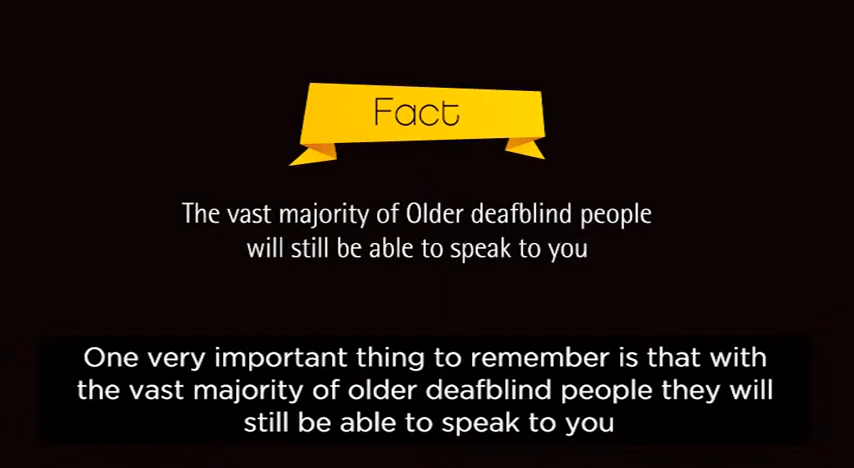 Fact
The vast majority of Older deafblind people
will still be able to speak to you
One very important thing to remember is that with
the vast majority of older deafblind people they will
still be able to speak to you